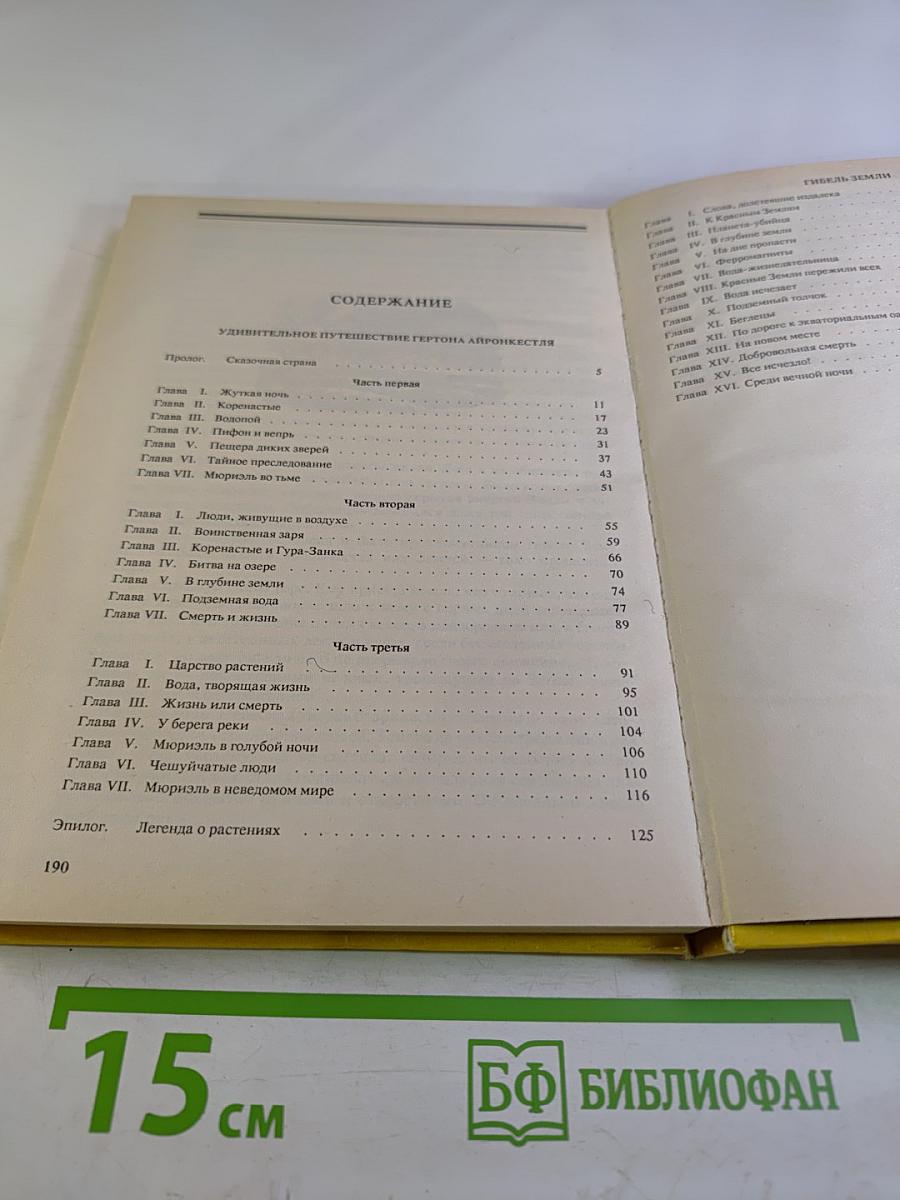 СОДЕРЖАНИЕ
УДИВИТЕЛЬНОЕ ПУТЕШЕСТВИЕ ГЕРТОНА АЙРОНКЕСТЛЯ
Пролог. Сказочная страна . . . . . . . . . . 5
Часть первая
Глава I. Жуткая ночь . . . . . . . . . . 11
Глава II. Коренастые . . . . . . . . . . 17
Глава III. Водопой . . . . . . . . . . 23
Глава IV. Пифон и вепрь . . . . . . . . . . 31
Глава V. Пещера диких зверей . . . . . . . . . . 37
Глава VI. Тайное преследование . . . . . . . . . . 43
Глава VII. Мюриэль во тьме . . . . . . . . . . 51
Часть вторая
Глава I. Люди, живущие в воздухе . . . . . . . . . . 55
Глава II. Воинственная заря . . . . . . . . . . 59
Глава III. Коренастые и Гура-Занка . . . . . . . . . . 66
Глава IV. Битва на озере . . . . . . . . . . 70
Глава V. В глубине земли . . . . . . . . . . 74
Глава VI. Подземная вода . . . . . . . . . . 77
Глава VII. Смерть и жизнь . . . . . . . . . . 89
Часть третья
Глава I. Царство растений . . . . . . . . . . 91
Глава II. Вода, творящая жизнь . . . . . . . . . . 95
Глава III. Жизнь или смерть . . . . . . . . . . 101
Глава IV. У берега реки . . . . . . . . . . 104
Глава V. Мюриэль в голубой ночи . . . . . . . . . . 106
Глава VI. Чешуйчатые люди . . . . . . . . . . 110
Глава VII. Мюриэль в неведомом мире . . . . . . . . . . 116
Эпилог. Легенда о растениях . . . . . . . . . . 125
190
ГИБЕЛЬ ЗЕМЛИ
Глава I. Слова, долетевшие издалека
Глава II. К Красным Землям
Глава III. Планета-убийца
Глава IV. В глубине земли
Глава V. На дне пропасти
Глава VI. Ферромагниты
Глава VII. Вода-жизнедательница
Глава VIII. Красные Земли пережили всех
Глава IX. Вода исчезает
Глава X. Подземный толчок
Глава XI. Беглецы
Глава XII. По дороге к экваториальным оа
Глава XIII. На новом месте
Глава XIV. Добровольная смерть
Глава XV. Все исчезло!
Глава XVI. Среди вечной ночи
15 см
БФ БИБЛИОФАН